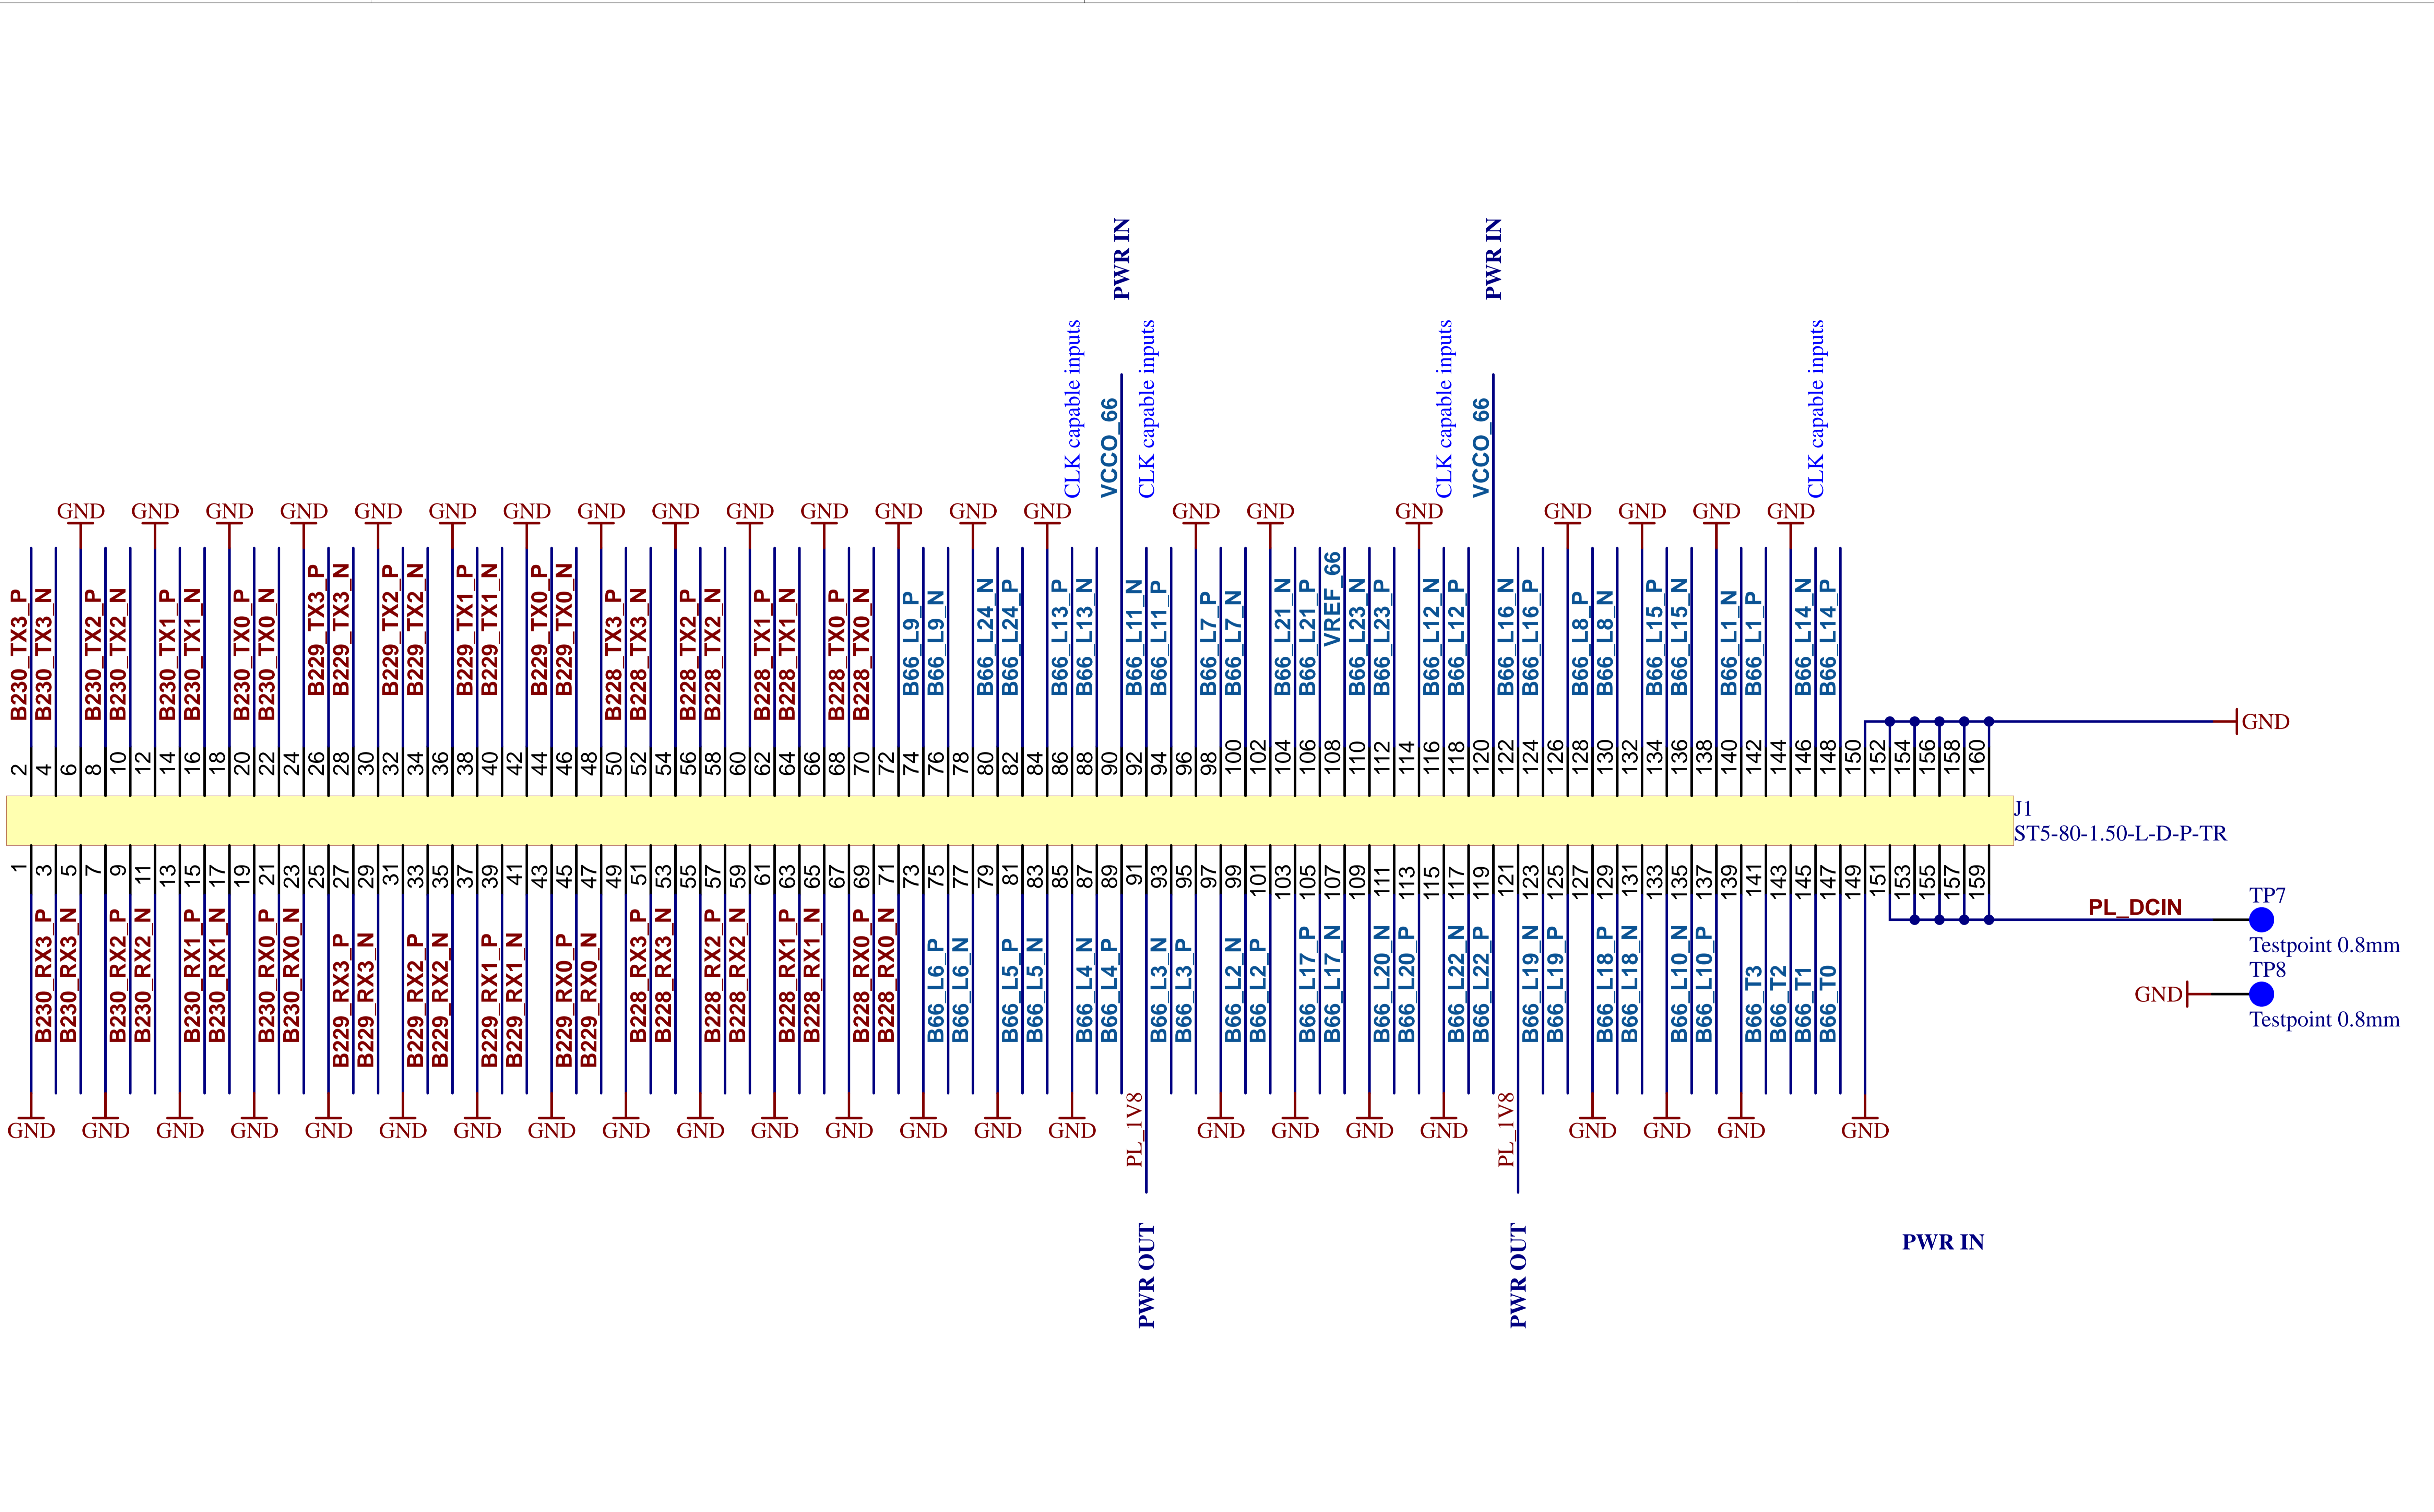 PWR IN
PWR IN
CLK capable inputs
VCCO_66
CLK capable inputs
CLK capable inputs
VCCO_66
CLK capable inputs
GND GND GND GND GND GND GND GND GND GND GND GND GND GND GND GND GND GND GND GND GND
B230_TX3_P
B230_TX3_N
B230_TX2_P
B230_TX2_N
B230_TX1_P
B230_TX1_N
B230_TX0_P
B230_TX0_N
B229_TX3_P
B229_TX3_N
B229_TX2_P
B229_TX2_N
B229_TX1_P
B229_TX1_N
B229_TX0_P
B229_TX0_N
B228_TX3_P
B228_TX3_N
B228_TX2_P
B228_TX2_N
B228_TX1_P
B228_TX1_N
B228_TX0_P
B228_TX0_N
B66_L9_P
B66_L9_N
B66_L24_N
B66_L24_P
B66_L13_P
B66_L13_N
B66_L11_N
B66_L11_P
B66_L7_P
B66_L7_N
B66_L21_N
B66_L21_P
VREF_66
B66_L23_N
B66_L23_P
B66_L12_N
B66_L12_P
B66_L16_N
B66_L16_P
B66_L8_P
B66_L8_N
B66_L15_P
B66_L15_N
B66_L1_N
B66_L1_P
B66_L14_N
B66_L14_P
GND
2 4 6 8 10 12 14 16 18 20 22 24 26 28 30 32 34 36 38 40 42 44 46 48 50 52 54 56 58 60 62 64 66 68 70 72 74 76 78 80 82 84 86 88 90 92 94 96 98 100 102 104 106 108 110 112 114 116 118 120 122 124 126 128 130 132 134 136 138 140 142 144 146 148 150 152 154 156 158 160
J1
ST5-80-1.50-L-D-P-TR
1 3 5 7 9 11 13 15 17 19 21 23 25 27 29 31 33 35 37 39 41 43 45 47 49 51 53 55 57 59 61 63 65 67 69 71 73 75 77 79 81 83 85 87 89 91 93 95 97 99 101 103 105 107 109 111 113 115 117 119 121 123 125 127 129 131 133 135 137 139 141 143 145 147 149 151 153 155 157 159
B230_RX3_P
B230_RX3_N
B230_RX2_P
B230_RX2_N
B230_RX1_P
B230_RX1_N
B230_RX0_P
B230_RX0_N
B229_RX3_P
B229_RX3_N
B229_RX2_P
B229_RX2_N
B229_RX1_P
B229_RX1_N
B229_RX0_P
B229_RX0_N
B228_RX3_P
B228_RX3_N
B228_RX2_P
B228_RX2_N
B228_RX1_P
B228_RX1_N
B228_RX0_P
B228_RX0_N
B66_L6_P
B66_L6_N
B66_L5_P
B66_L5_N
B66_L4_N
B66_L4_P
B66_L3_N
B66_L3_P
B66_L2_N
B66_L2_P
B66_L17_P
B66_L17_N
B66_L20_N
B66_L20_P
B66_L22_N
B66_L22_P
B66_L19_N
B66_L19_P
B66_L18_P
B66_L18_N
B66_L10_N
B66_L10_P
B66_T3
B66_T2
B66_T1
B66_T0
PL_DCIN
TP7
Testpoint 0.8mm
TP8
GND
Testpoint 0.8mm
PL_1V8
PL_1V8
GND GND GND GND GND GND GND GND GND GND GND GND GND GND GND GND GND GND GND GND GND GND GND
PWR OUT
PWR OUT
PWR IN